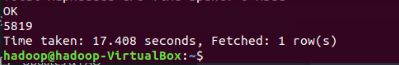 OK
5819
Time taken: 17.408 seconds, Fetched: 1 row(s)
hadoop@hadoop-VirtualBox:~$